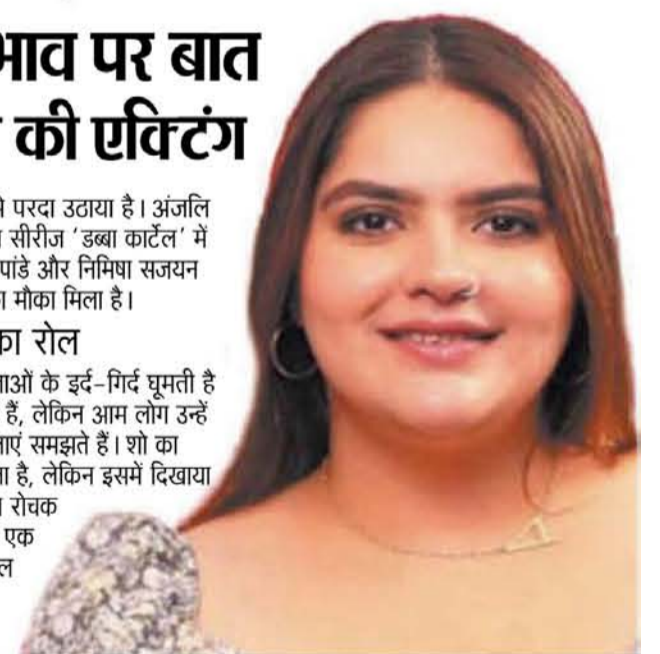 भाव पर बात
की एक्टिंग
परदा उठाया है। अंजलि
सीरीज ‘डब्बा कार्टेल’ में
पांडे और निमिषा सजयन
मौका मिला है।
का रोल
के इर्द-गिर्द घूमती है
हैं, लेकिन आम लोग उन्हें
समझते हैं। शो का
है, लेकिन इसमें दिखाया
रोचक
एक